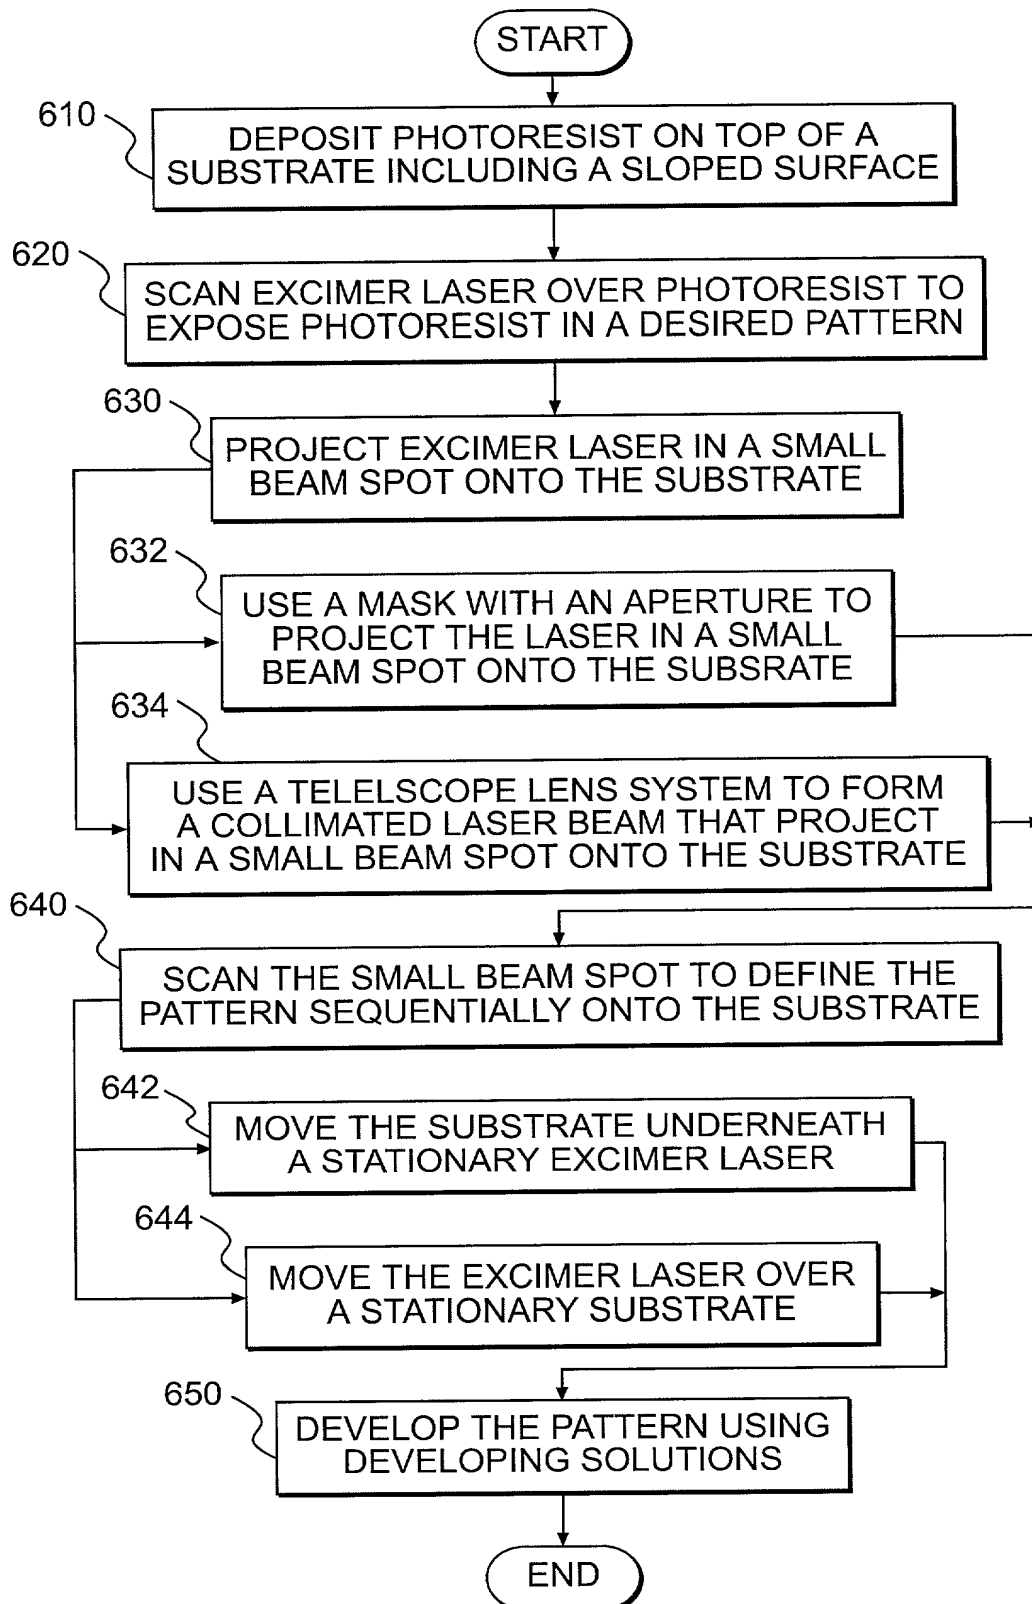 START
610
DEPOSIT PHOTORESIST ON TOP OF A
SUBSTRATE INCLUDING A SLOPED SURFACE
620
SCAN EXCIMER LASER OVER PHOTORESIST TO
EXPOSE PHOTORESIST IN A DESIRED PATTERN
630
PROJECT EXCIMER LASER IN A SMALL
BEAM SPOT ONTO THE SUBSTRATE
632
USE A MASK WITH AN APERTURE TO
PROJECT THE LASER IN A SMALL
BEAM SPOT ONTO THE SUBSRATE
634
USE A TELELSCOPE LENS SYSTEM TO FORM
A COLLIMATED LASER BEAM THAT PROJECT
IN A SMALL BEAM SPOT ONTO THE SUBSTRATE
640
SCAN THE SMALL BEAM SPOT TO DEFINE THE
PATTERN SEQUENTIALLY ONTO THE SUBSTRATE
642
MOVE THE SUBSTRATE UNDERNEATH
A STATIONARY EXCIMER LASER
644
MOVE THE EXCIMER LASER OVER
A STATIONARY SUBSTRATE
650
DEVELOP THE PATTERN USING
DEVELOPING SOLUTIONS
END